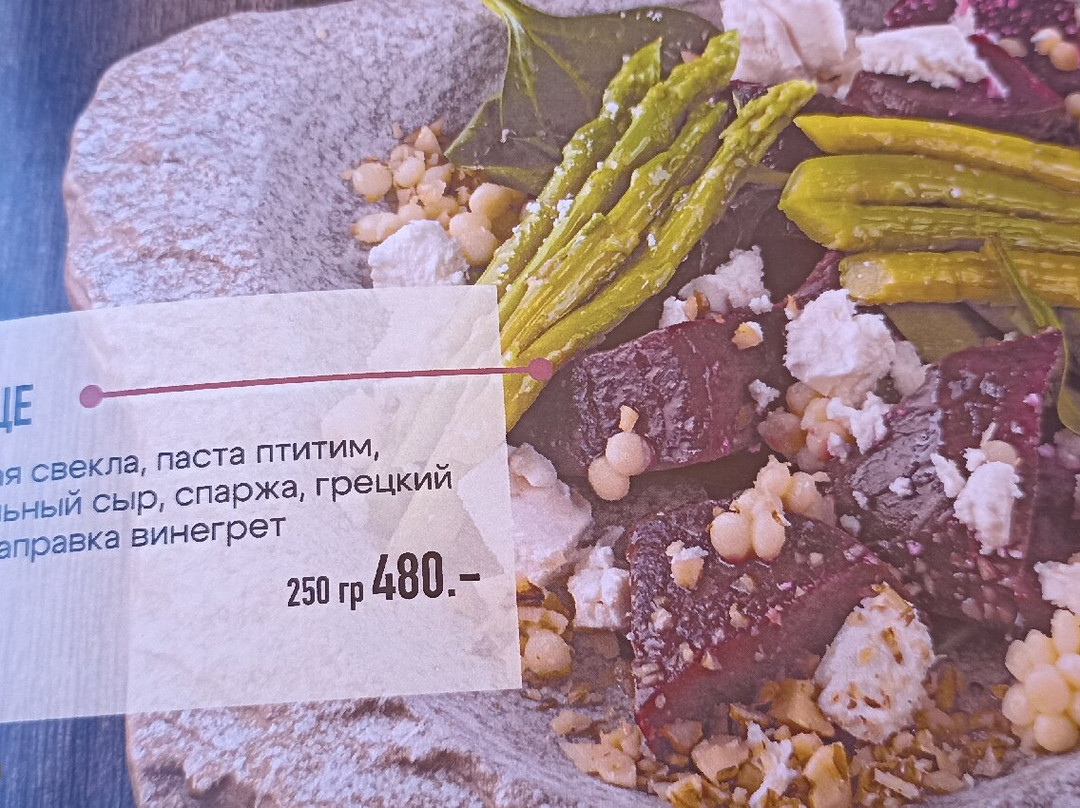 ЦЕ
ая свекла, паста птитим,
льный сыр, спаржа, грецкий
аправка винегрет
250 гр 480.-